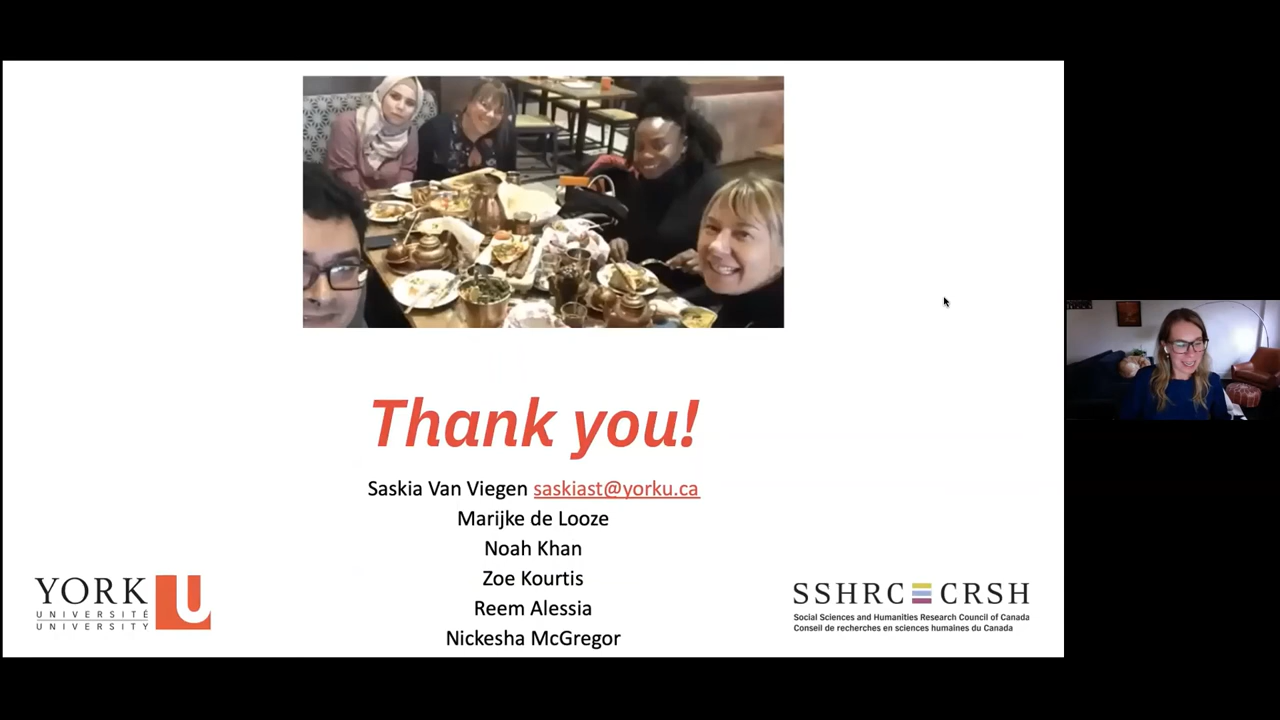 Thank you!
Saskia Van Viegen saskiast@yorku.ca
Marijke de Looze
Noah Khan
Zoe Kourtis
Reem Alessia
Nickesha McGregor
YORK U
UNIVERSITÉ
UNIVERSITY
SSHRC CRSH
Social Sciences and Humanities Research Council of Canada
Conseil de recherches en sciences humaines du Canada